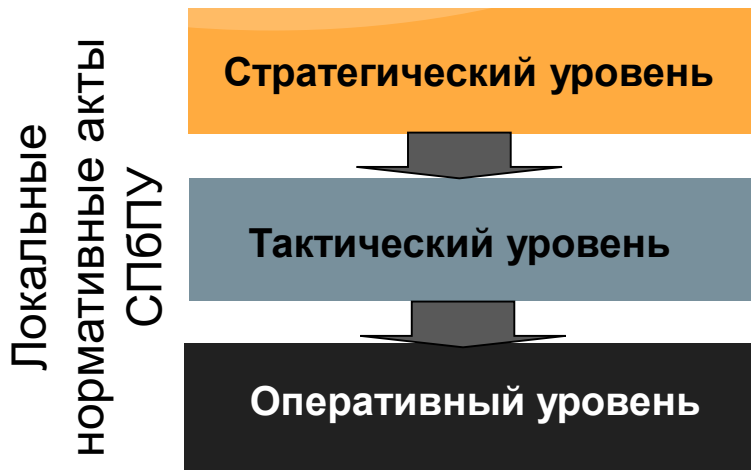 Локальные
нормативные акты
СПбПУ
Стратегический уровень
Тактический уровень
Оперативный уровень